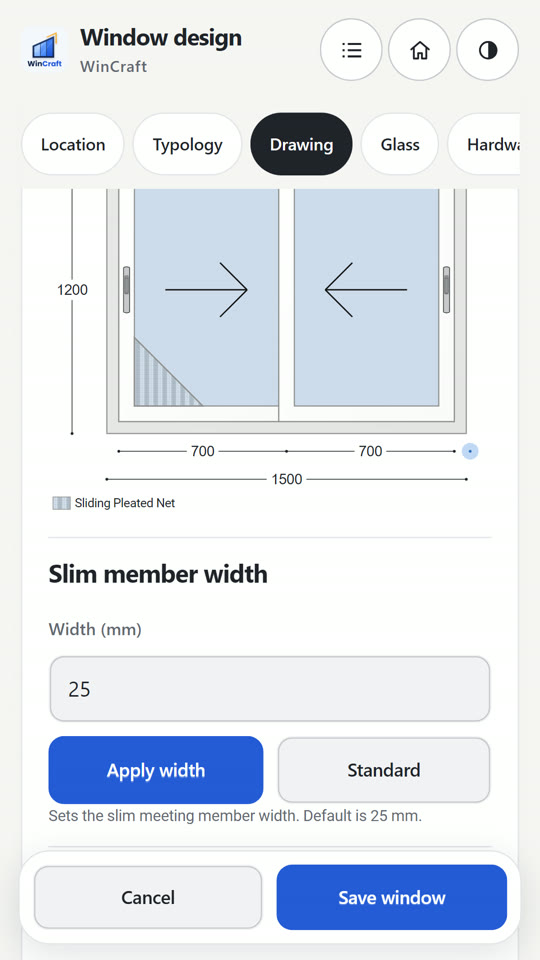 Window design
WinCraft
WinCraft
Location
Typology
Drawing
Glass
Hardwa
1200
700
700
1500
Sliding Pleated Net
Slim member width
Width (mm)
25
Apply width
Standard
Sets the slim meeting member width. Default is 25 mm.
Cancel
Save window